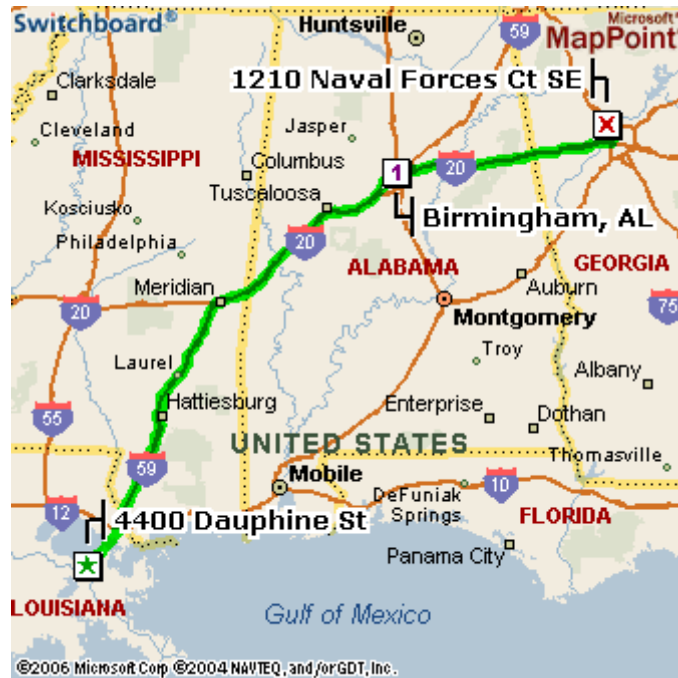 Switchboard®
Huntsville
59
Microsoft®
MapPoint®
Clarksdale
1210 Naval Forces Ct SE
Cleveland
Jasper
MISSISSIPPI
Columbus
1
20
Tuscaloosa
Kosciusko
Birmingham, AL
Philadelphia
20
ALABAMA
GEORGIA
Meridian
Auburn
20
Montgomery
75
Laurel
Troy
Albany
Hattiesburg
Enterprise
Dothan
55
UNITED STATES
Thomasville
59
Mobile
10
DeFuniak
Springs
12
4400 Dauphine St
FLORIDA
Panama City
LOUISIANA
Gulf of Mexico
©2006 Microsoft Corp ©2004 NAVTEQ, and/or GDT, Inc.